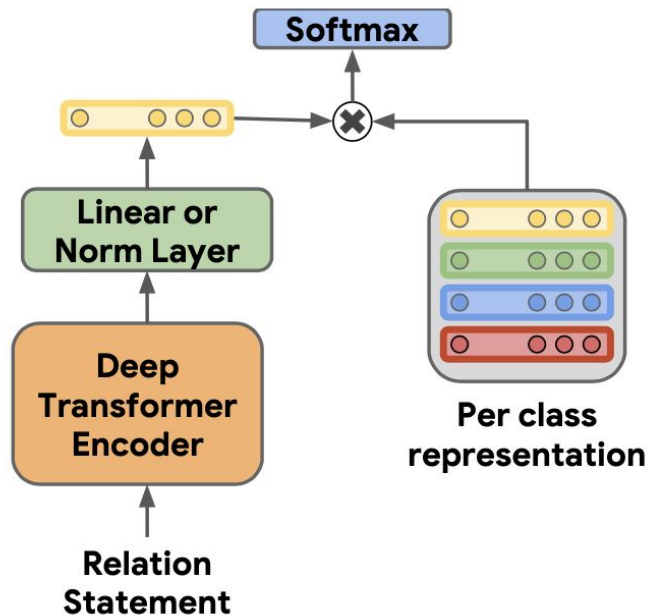 Softmax
Linear or
Norm Layer
Deep
Transformer
Encoder
Per class
representation
Relation
Statement